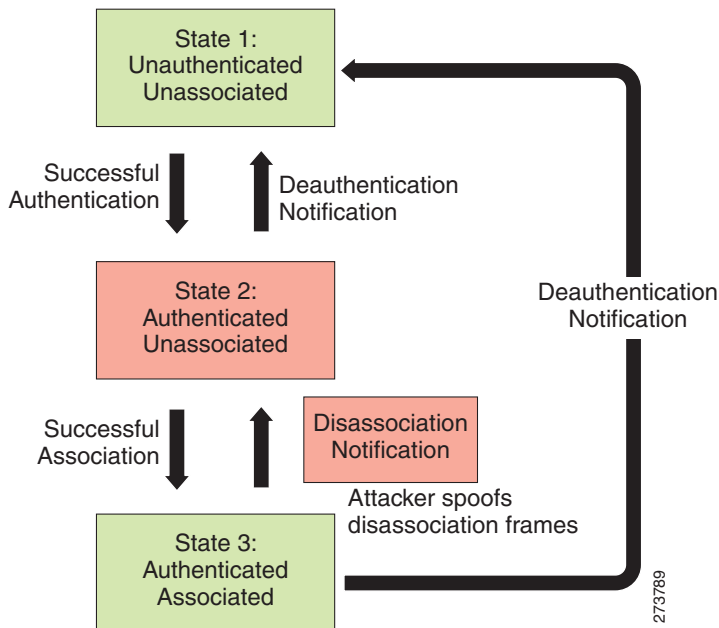 State 1:
Unauthenticated
Unassociated
Successful
Authentication
Deauthentication
Notification
State 2:
Authenticated
Unassociated
Deauthentication
Notification
Successful
Association
Disassociation
Notification
Attacker spoofs
disassociation frames
State 3:
Authenticated
Associated
273789